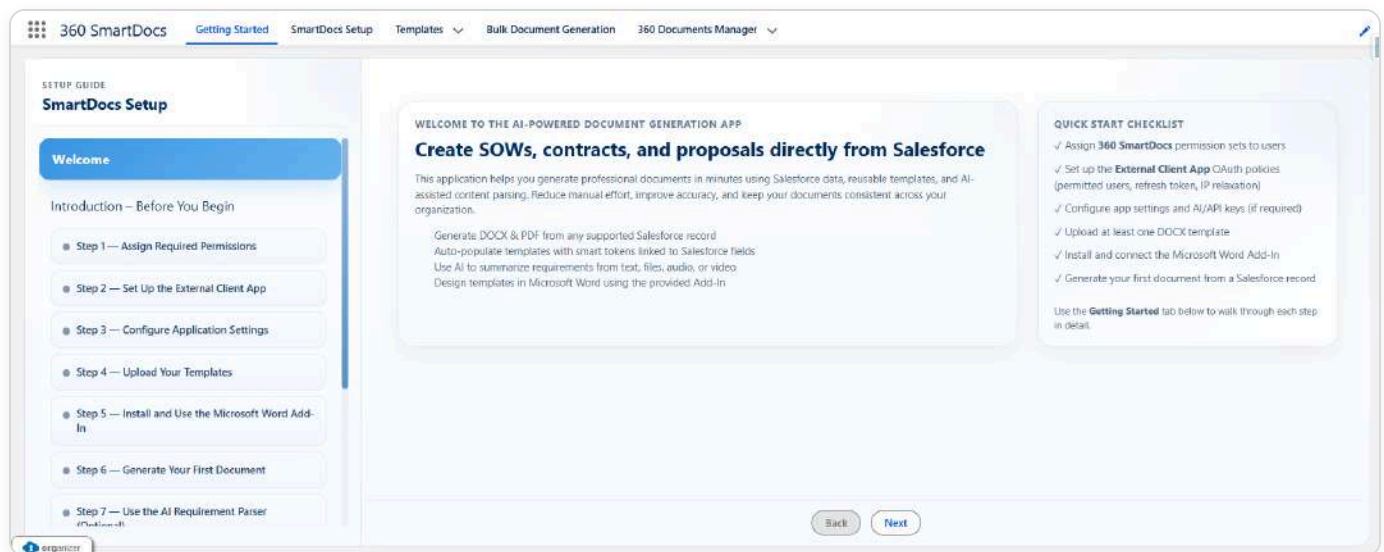 360 SmartDocs
Getting Started
SmartDocs Setup
Templates
Bulk Document Generation
360 Documents Manager
SETUP GUIDE
SmartDocs Setup
Welcome
Introduction – Before You Begin
Step 1 — Assign Required Permissions
Step 2 — Set Up the External Client App
Step 3 — Configure Application Settings
Step 4 — Upload Your Templates
Step 5 — Install and Use the Microsoft Word Add-
In
Step 6 — Generate Your First Document
Step 7 — Use the AI Requirement Parser
(Optional)
organizer
WELCOME TO THE AI-POWERED DOCUMENT GENERATION APP
Create SOWs, contracts, and proposals directly from Salesforce
This application helps you generate professional documents in minutes using Salesforce data, reusable templates, and AI-
assisted content parsing. Reduce manual effort, improve accuracy, and keep your documents consistent across your
organization.
Generate DOCX & PDF from any supported Salesforce record
Auto-populate templates with smart tokens linked to Salesforce fields
Use AI to summarize requirements from text, files, audio, or video
Design templates in Microsoft Word using the provided Add-In
QUICK START CHECKLIST
✓ Assign 360 SmartDocs permission sets to users
✓ Set up the External Client App OAuth policies
(permitted users, refresh token, IP relaxation)
✓ Configure app settings and AI/API keys (if required)
✓ Upload at least one DOCX template
✓ Install and connect the Microsoft Word Add-In
✓ Generate your first document from a Salesforce record
Use the Getting Started tab below to walk through each step
in detail.
Back
Next